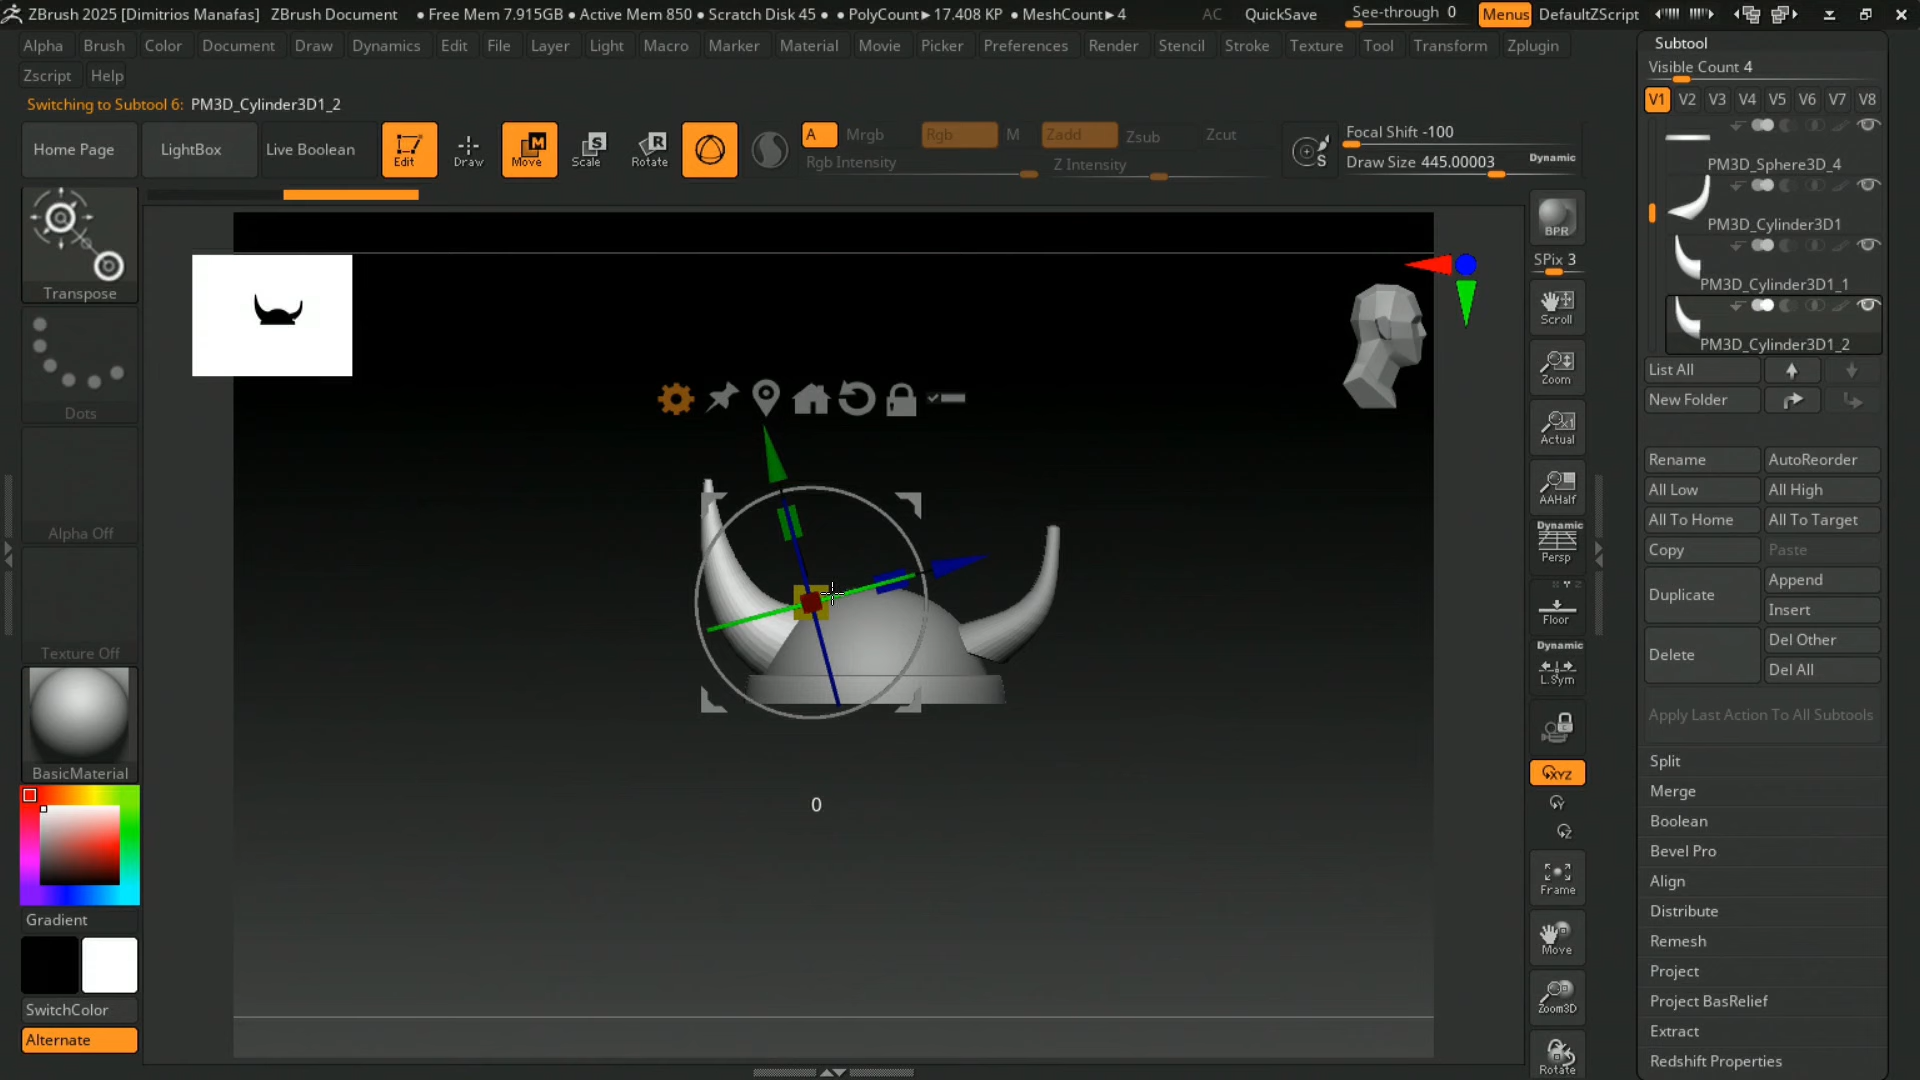 ZBrush 2025 [Dimitrios Manafas] ZBrush Document • Free Mem 7.915GB • Active Mem 850 • Scratch Disk 45 • • PolyCount► 17.408 KP • MeshCount► 4 AC QuickSave See-through 0 Menus DefaultZScript
Alpha Brush Color Document Draw Dynamics Edit File Layer Light Macro Marker Material Movie Picker Preferences Render Stencil Stroke Texture Tool Transform Zplugin
Zscript Help
Switching to Subtool 6: PM3D_Cylinder3D1_2
Home Page LightBox Live Boolean Edit Draw Move Scale Rotate A Mrgb Rgb M Zadd Zsub Zcut
Rgb Intensity Z Intensity
Focal Shift -100
Draw Size 445.00003 Dynamic
Transpose
Dots
Alpha Off
Texture Off
BasicMaterial
Gradient
SwitchColor
Alternate
0
BPR
SPix 3
Scroll
Zoom
Actual
AAHalf
Dynamic
Persp
Floor
Dynamic
L.Sym
XYZ
Y
Z
Frame
Move
Zoom3D
Rotate
Subtool
Visible Count 4
V1 V2 V3 V4 V5 V6 V7 V8
PM3D_Sphere3D_4
PM3D_Cylinder3D1
PM3D_Cylinder3D1_1
PM3D_Cylinder3D1_2
List All
New Folder
Rename AutoReorder
All Low All High
All To Home All To Target
Copy Paste
Duplicate Append
Insert
Delete Del Other
Del All
Apply Last Action To All Subtools
Split
Merge
Boolean
Bevel Pro
Align
Distribute
Remesh
Project
Project BasRelief
Extract
Redshift Properties